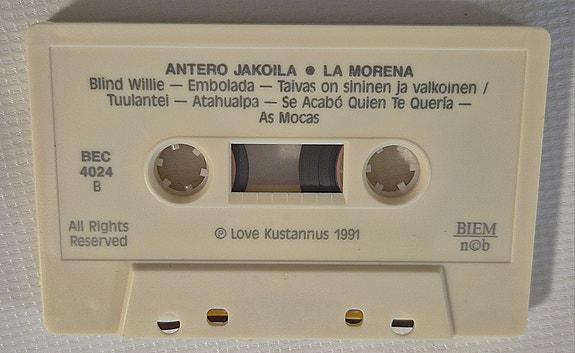 ANTERO JAKOILA ● LA MORENA
Blind Willie — Embolada — Taivas on sininen ja valkoinen /
Tuulantei — Atahualpa — Se Acabó Quien Te Quería —
As Mocas
BEC
4024
B
All Rights
Reserved
℗ Love Kustannus 1991
BIEM
n©b